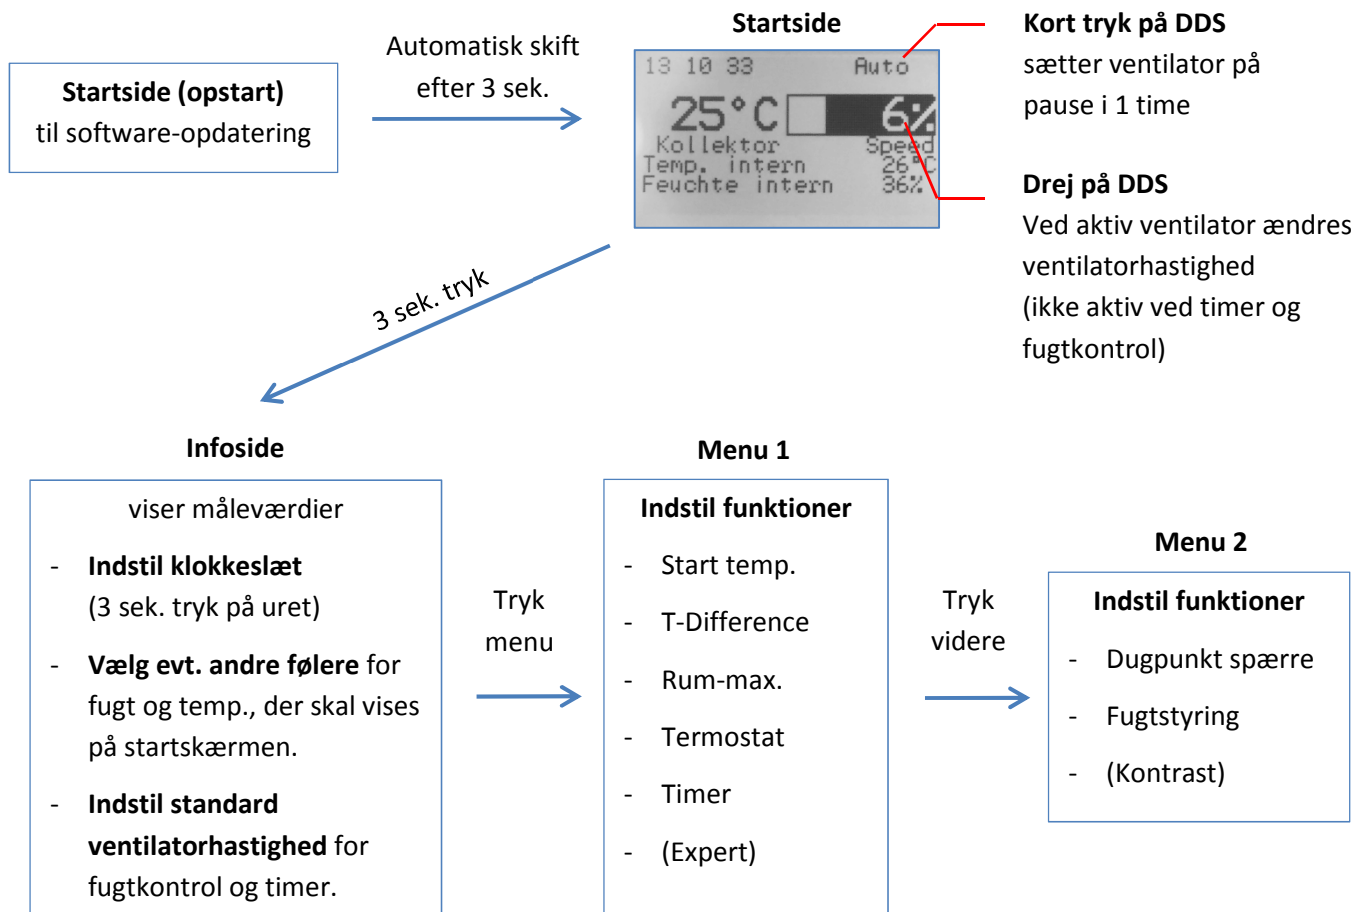 Startside (opstart)
til software-opdatering
Automatisk skift
efter 3 sek.
Startside
13 10 33 Auto
25°C 6%
Kollektor Speed
Temp. intern 26°C
Feuchte intern 36%
Kort tryk på DDS
sætter ventilator på
pause i 1 time
Drej på DDS
Ved aktiv ventilator ændres
ventilatorhastighed
(ikke aktiv ved timer og
fugtkontrol)
3 sek. tryk
Infoside
viser måleværdier
- Indstil klokkeslæt
(3 sek. tryk på uret)
- Vælg evt. andre følere for
fugt og temp., der skal vises
på startskærmen.
- Indstil standard
ventilatorhastighed for
fugtkontrol og timer.
Tryk
menu
Menu 1
Indstil funktioner
- Start temp.
- T-Difference
- Rum-max.
- Termostat
- Timer
- (Expert)
Tryk
videre
Menu 2
Indstil funktioner
- Dugpunkt spærre
- Fugtstyring
- (Kontrast)